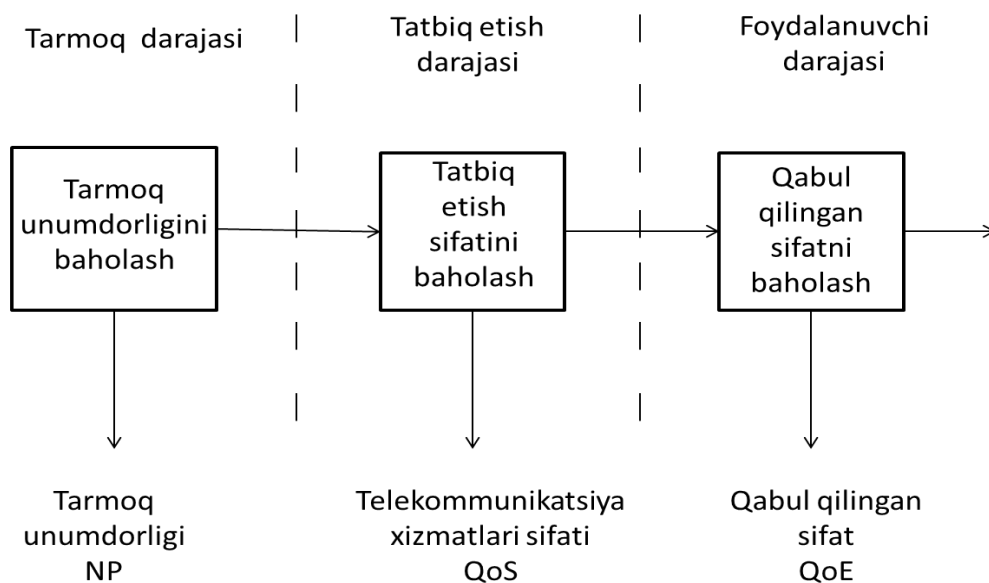 Tarmoq darajasi
Tatbiq etish
darajasi
Foydalanuvchi
darajasi
Tarmoq
unumdorligini
baholash
Tatbiq
etish
sifatini
baholash
Qabul
qilingan
sifatni
baholash
Tarmoq
unumdorligi
NP
Telekommunikatsiya
xizmatlari sifati
QoS
Qabul qilingan
sifat
QoE